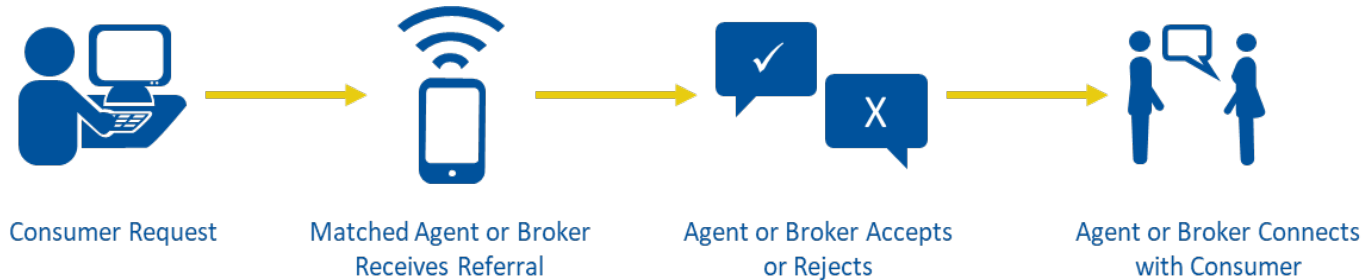 ✓
X
Consumer Request
Matched Agent or Broker
Receives Referral
Agent or Broker Accepts
or Rejects
Agent or Broker Connects
with Consumer